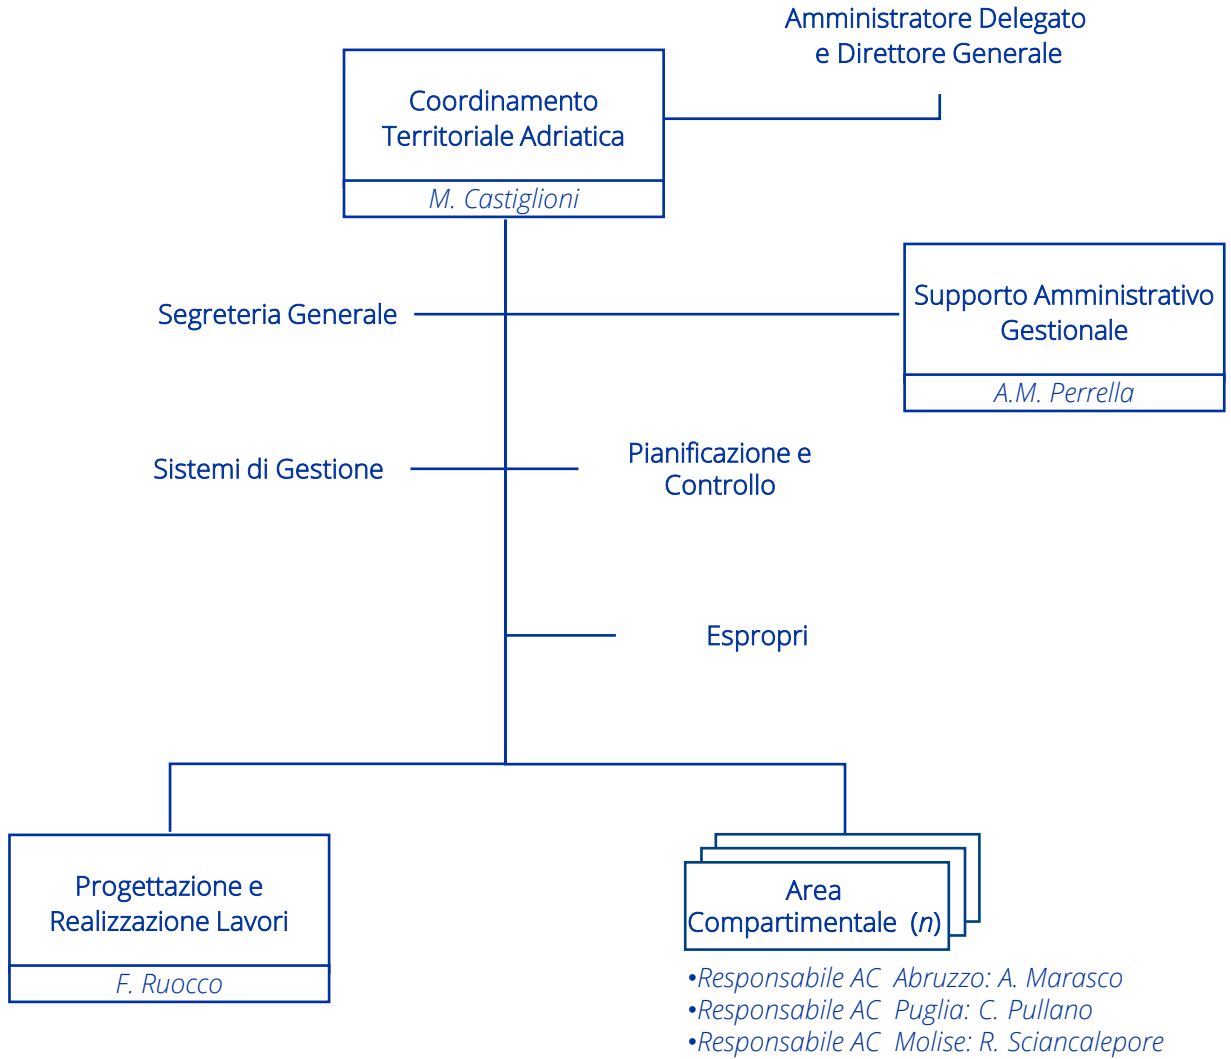 Amministratore Delegato
e Direttore Generale
Coordinamento
Territoriale Adriatica
M. Castiglioni
Supporto Amministrativo
Gestionale
A.M. Perrella
Segreteria Generale
Sistemi di Gestione
Pianificazione e
Controllo
Espropri
Progettazione e
Realizzazione Lavori
F. Ruocco
Area
Compartimentale (n)
•Responsabile AC Abruzzo: A. Marasco
•Responsabile AC Puglia: C. Pullano
•Responsabile AC Molise: R. Sciancalepore